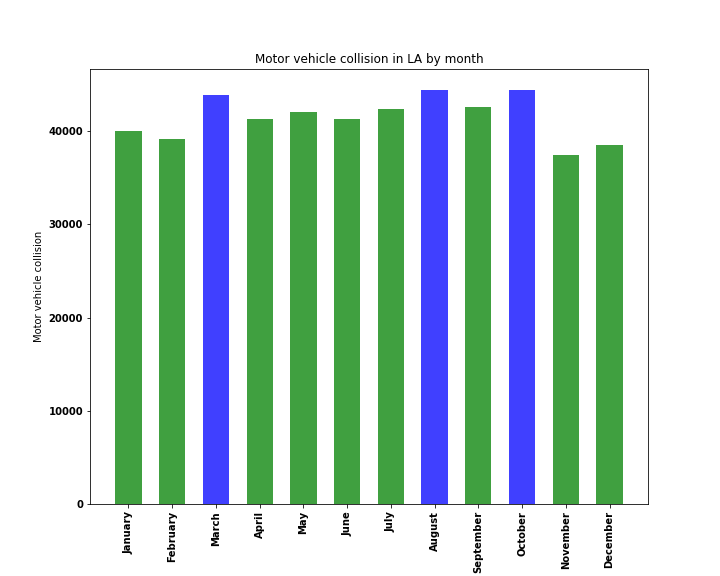 Motor vehicle collision in LA by month
Motor vehicle collision
40000
30000
20000
10000
0
January
February
March
April
May
June
July
August
September
October
November
December